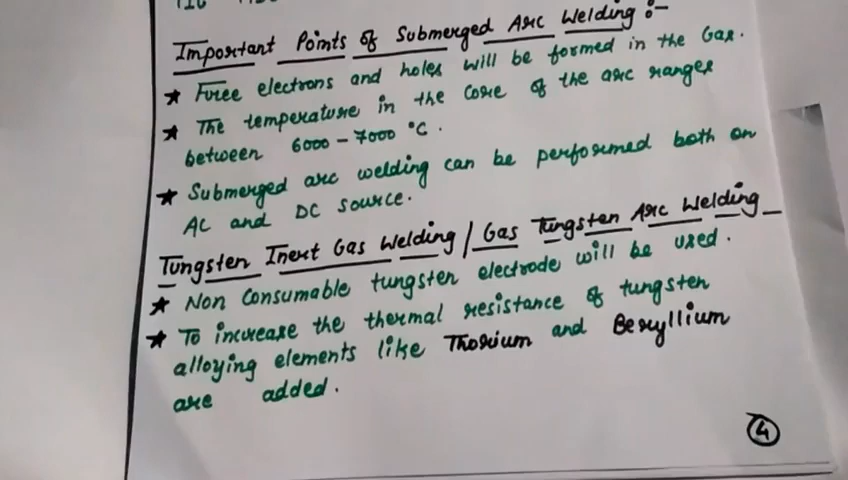 Important Points of Submerged Arc Welding :-
★ Free electrons and holes will be formed in the Gas.
★ The temperature in the core of the arc ranges
between 6000 - 7000 °C.
★ Submerged arc welding can be performed both on
AC and DC source.
Tungsten Inert Gas Welding / Gas Tungsten Arc Welding
★ Non Consumable tungsten electrode will be used.
★ To increase the thermal resistance of tungsten
alloying elements like Thorium and Beryllium
are added.
4